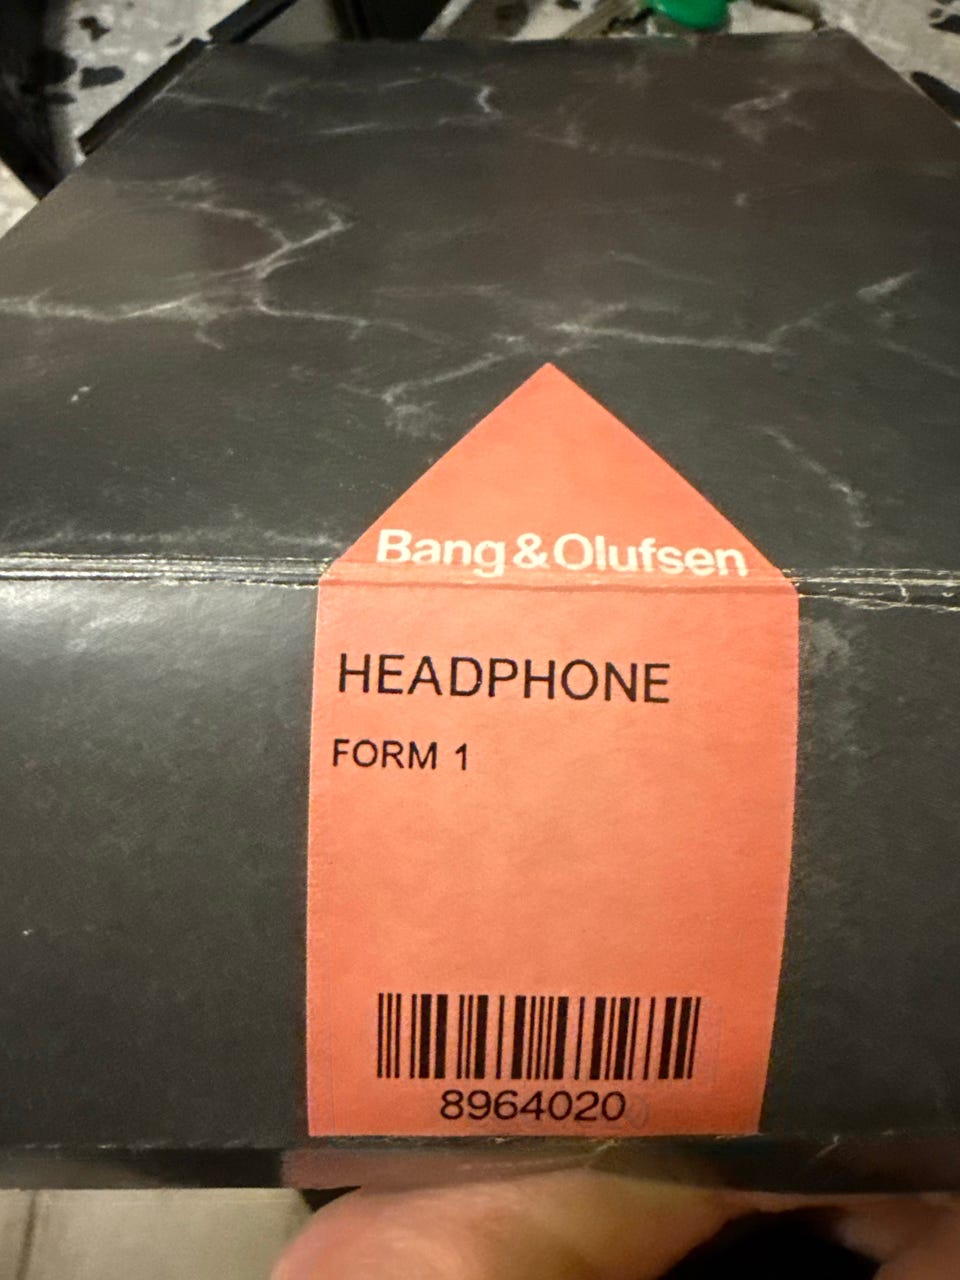 Bang & Olufsen
HEADPHONE
FORM 1
8964020